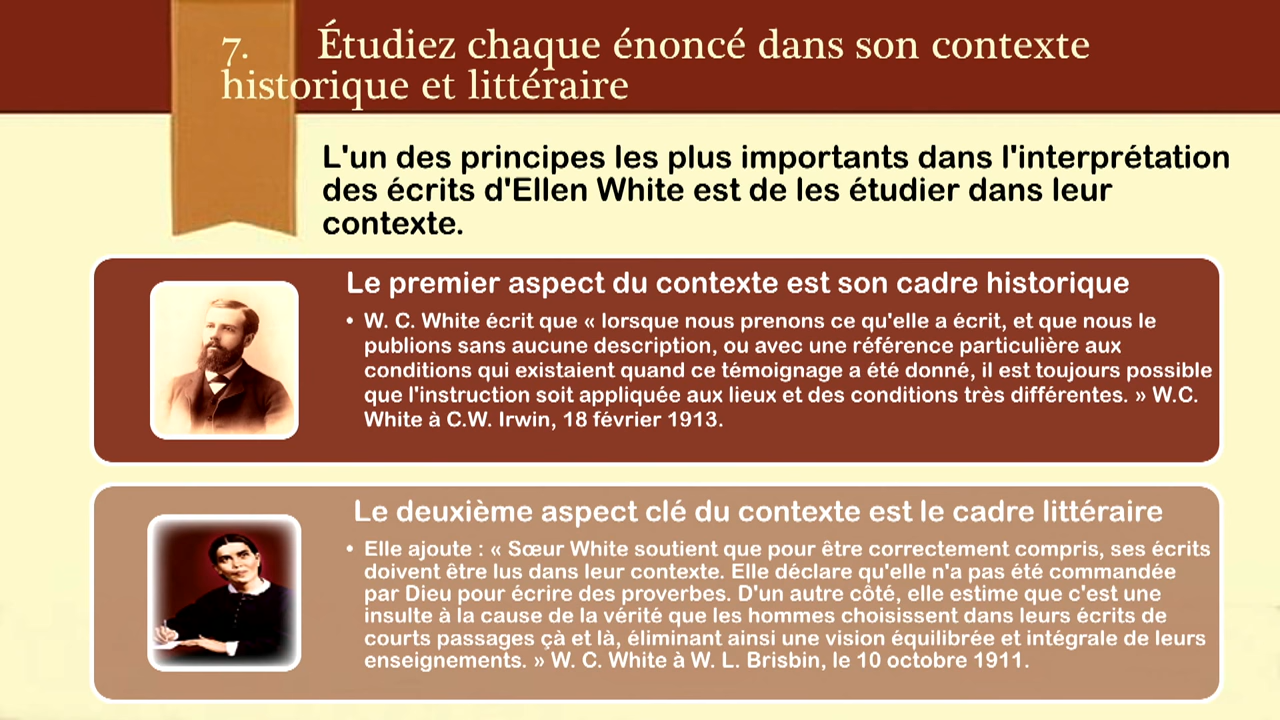 7. Étudiez chaque énoncé dans son contexte
historique et littéraire
L'un des principes les plus importants dans l'interprétation
des écrits d'Ellen White est de les étudier dans leur
contexte.
Le premier aspect du contexte est son cadre historique
• W. C. White écrit que « lorsque nous prenons ce qu'elle a écrit, et que nous le
publions sans aucune description, ou avec une référence particulière aux
conditions qui existaient quand ce témoignage a été donné, il est toujours possible
que l'instruction soit appliquée aux lieux et des conditions très différentes. » W.C.
White à C.W. Irwin, 18 février 1913.
Le deuxième aspect clé du contexte est le cadre littéraire
• Elle ajoute : « Sœur White soutient que pour être correctement compris, ses écrits
doivent être lus dans leur contexte. Elle déclare qu'elle n'a pas été commandée
par Dieu pour écrire des proverbes. D'un autre côté, elle estime que c'est une
insulte à la cause de la vérité que les hommes choisissent dans leurs écrits de
courts passages çà et là, éliminant ainsi une vision équilibrée et intégrale de leurs
enseignements. » W. C. White à W. L. Brisbin, le 10 octobre 1911.